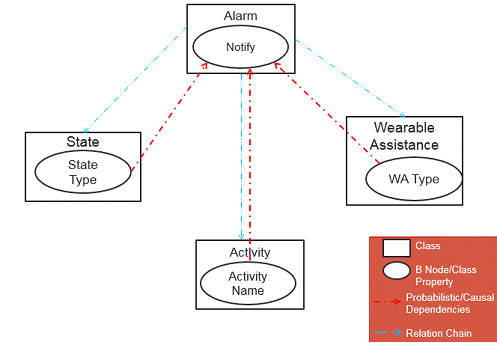 Alarm
Notify
State
State
Type
Wearable
Assistance
WA Type
Activity
Activity
Name
Class
B Node/Class
Property
Probabilistic/Causal
Dependencies
Relation Chain